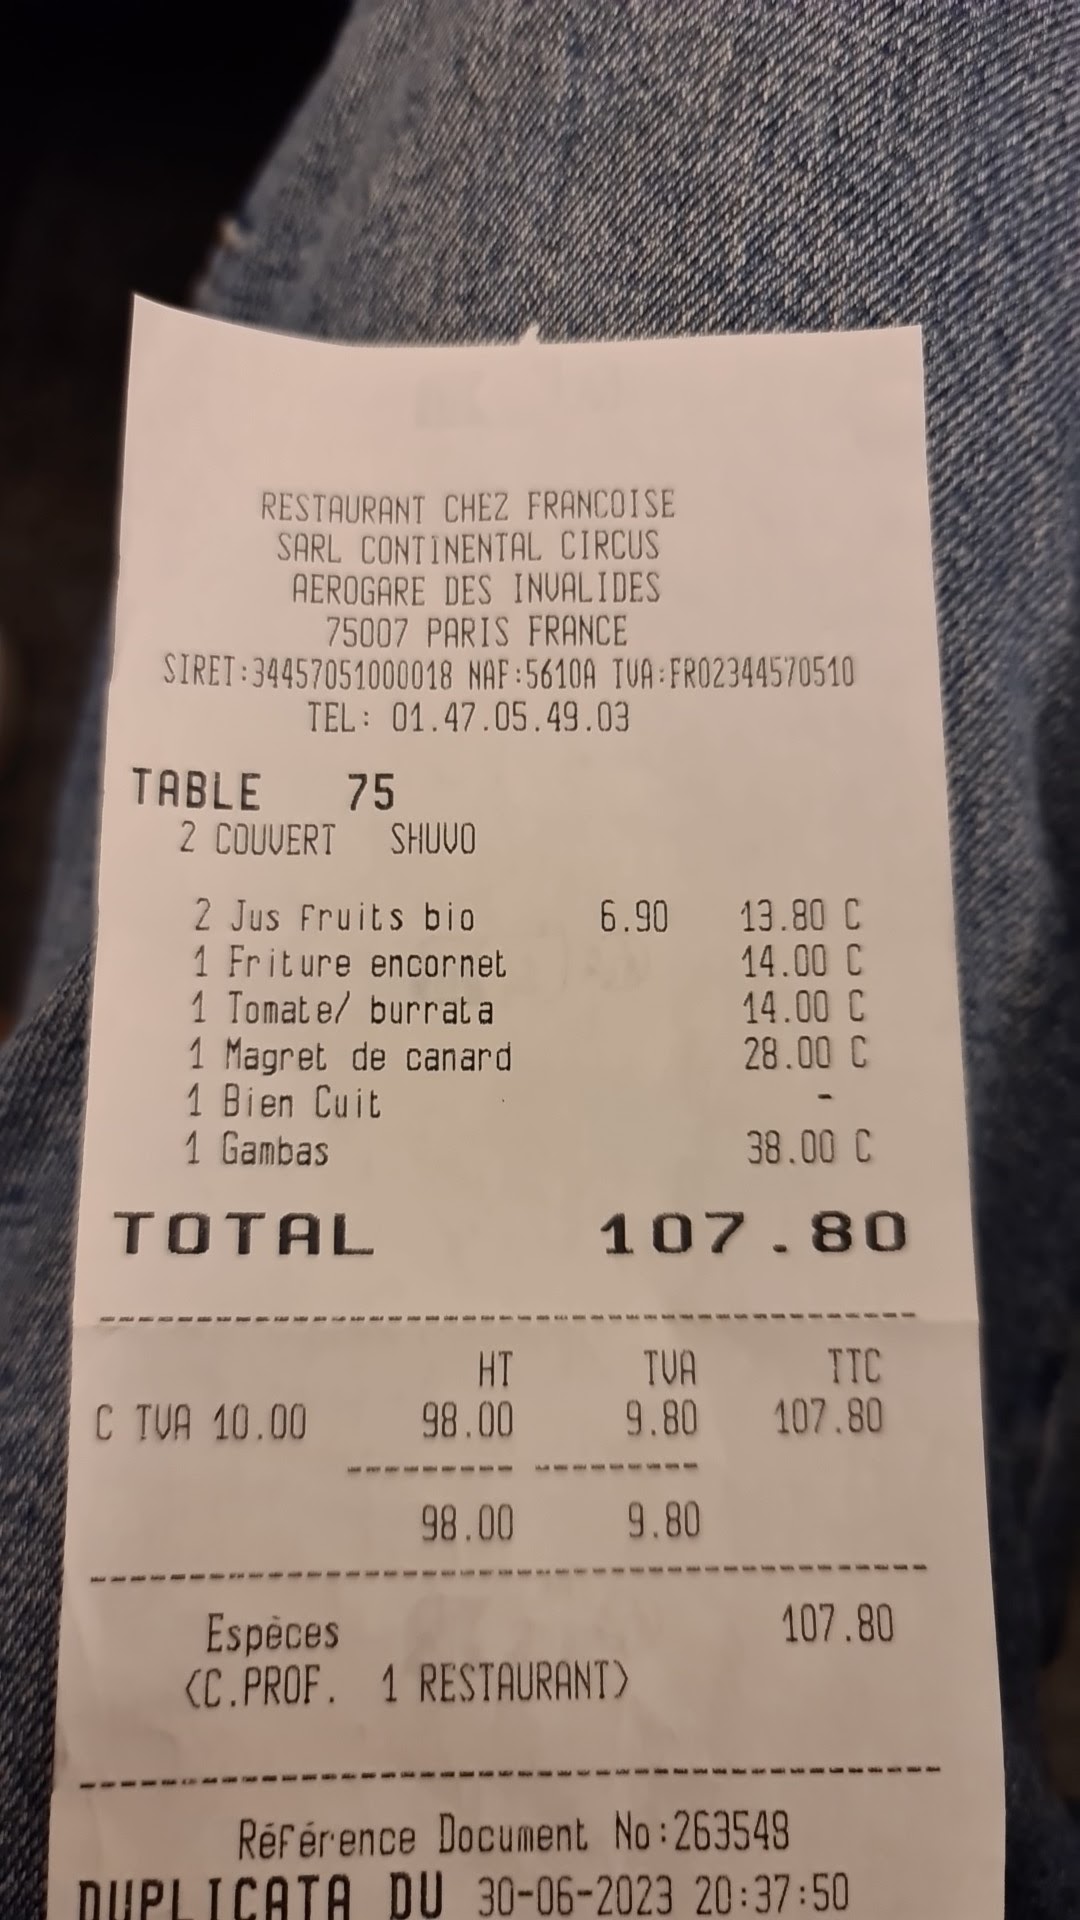 RESTAURANT CHEZ FRANCOISE
SARL CONTINENTAL CIRCUS
AEROGARE DES INVALIDES
75007 PARIS FRANCE
SIRET:34457051000018 NAF:5610A TVA:FR02344570510
TEL: 01.47.05.49.03
TABLE 75
2 COUVERT SHUVO
2 Jus fruits bio 6.90 13.80 C
1 Friture encornet 14.00 C
1 Tomate/ burrata 14.00 C
1 Magret de canard 28.00 C
1 Bien Cuit -
1 Gambas 38.00 C
TOTAL 107.80
HT TVA TTC
C TVA 10.00 98.00 9.80 107.80
98.00 9.80
Espèces 107.80
(C.PROF. 1 RESTAURANT)
Référence Document No:263549
DUPLICATA DU 30-06-2023 20:37:50